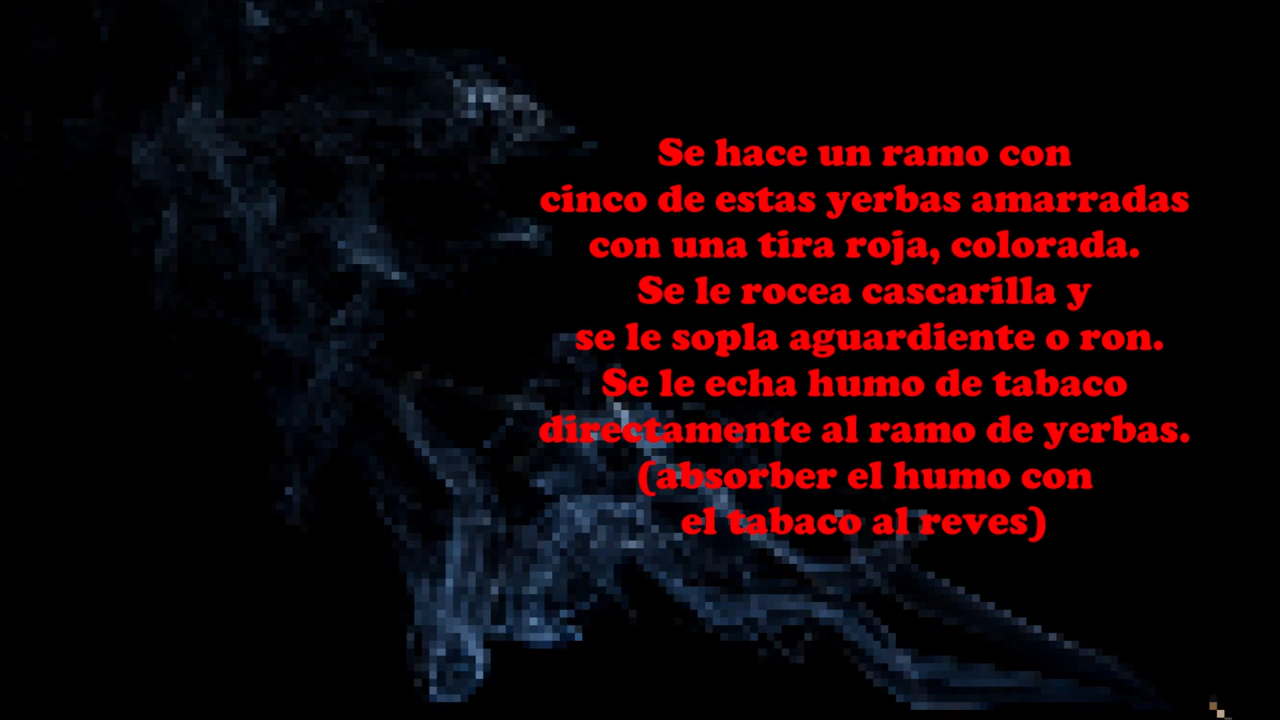 Se hace un ramo con
cinco de estas yerbas amarradas
con una tira roja, colorada.
Se le rocea cascarilla y
se le sopla aguardiente o ron.
Se le echa humo de tabaco
directamente al ramo de yerbas.
(absorber el humo con
el tabaco al reves)